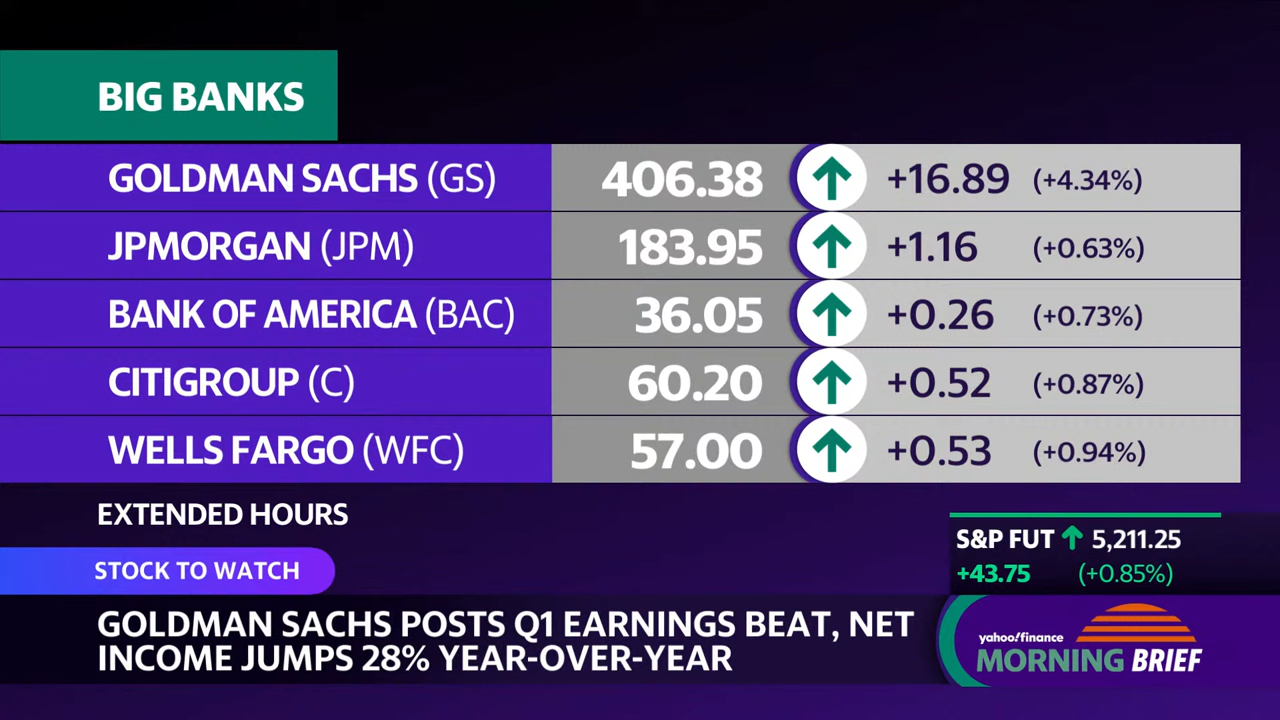 BIG BANKS
GOLDMAN SACHS (GS) 406.38 ↑ +16.89 (+4.34%)
JPMORGAN (JPM) 183.95 ↑ +1.16 (+0.63%)
BANK OF AMERICA (BAC) 36.05 ↑ +0.26 (+0.73%)
CITIGROUP (C) 60.20 ↑ +0.52 (+0.87%)
WELLS FARGO (WFC) 57.00 ↑ +0.53 (+0.94%)
EXTENDED HOURS
S&P FUT ↑ 5,211.25
+43.75 (+0.85%)
STOCK TO WATCH
GOLDMAN SACHS POSTS Q1 EARNINGS BEAT, NET
INCOME JUMPS 28% YEAR-OVER-YEAR
yahoo!finance
MORNING BRIEF